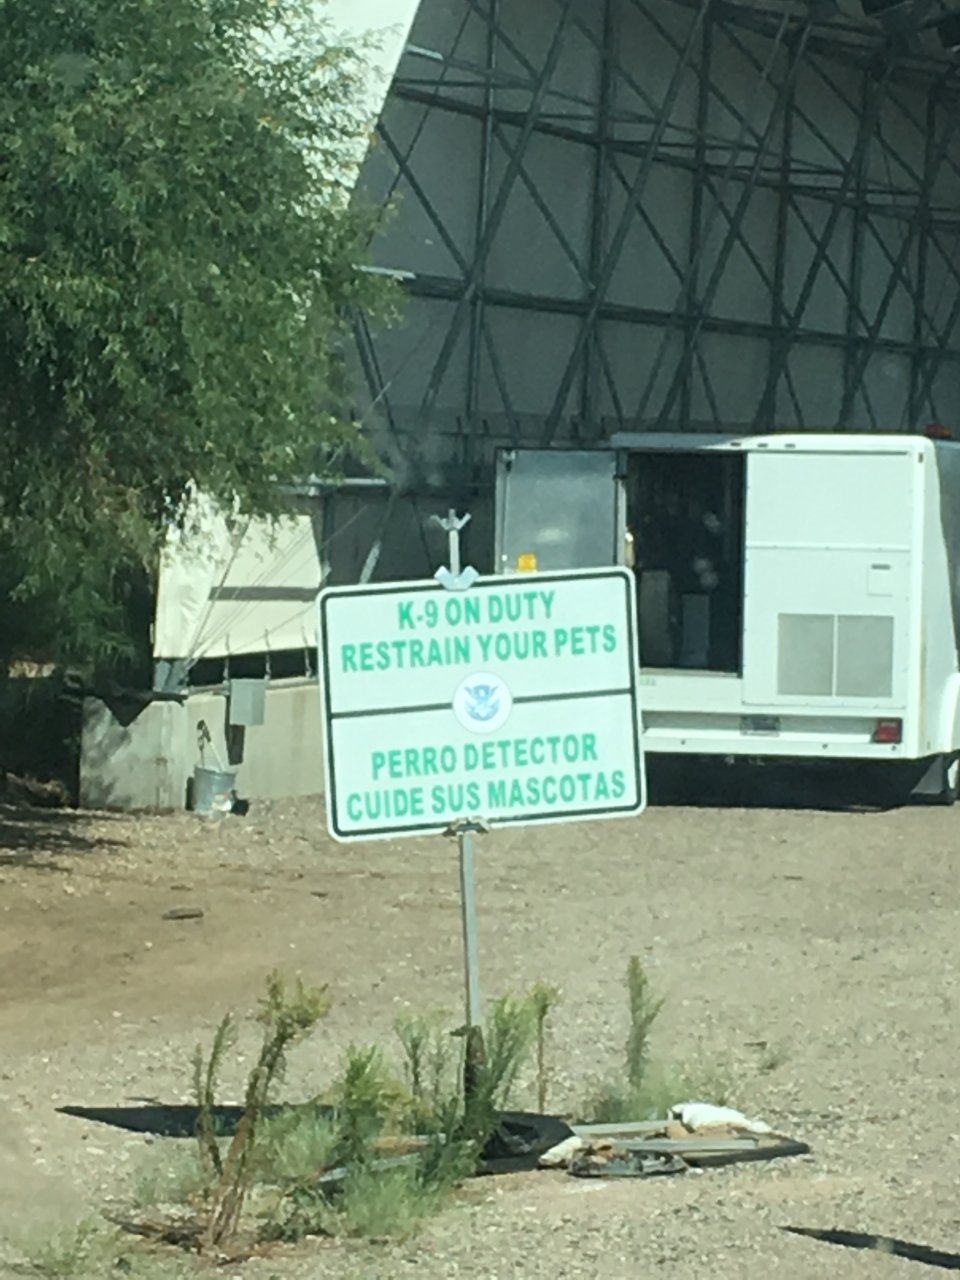 K-9 ON DUTY
RESTRAIN YOUR PETS
PERRO DETECTOR
CUIDE SUS MASCOTAS